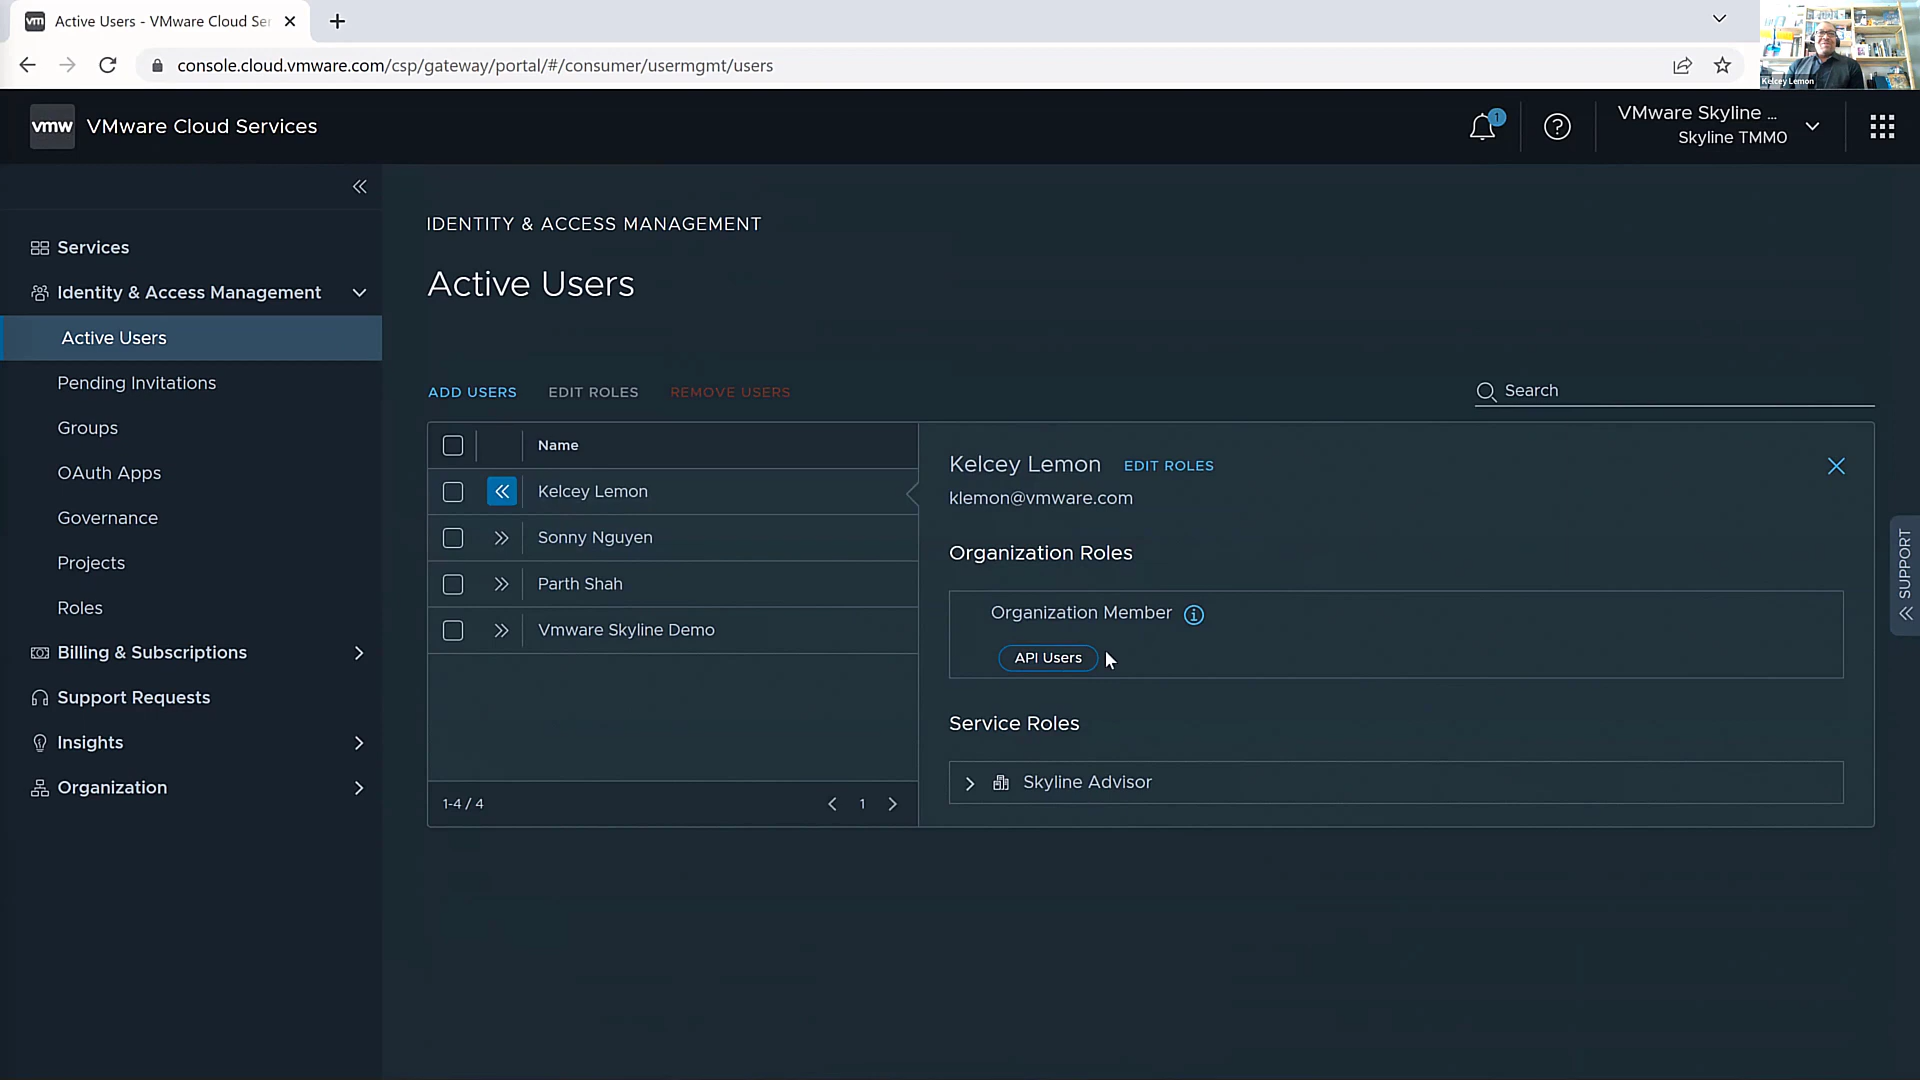 vm Active Users - VMware Cloud Ser
console.cloud.vmware.com/csp/gateway/portal/#/consumer/usermgmt/users
Kelcey Lemon
vmw VMware Cloud Services
1
VMware Skyline ...
Skyline TMM0
Services
Identity & Access Management
Active Users
Pending Invitations
Groups
OAuth Apps
Governance
Projects
Roles
Billing & Subscriptions
Support Requests
Insights
Organization
IDENTITY & ACCESS MANAGEMENT
Active Users
ADD USERS EDIT ROLES REMOVE USERS
Search
Name
Kelcey Lemon
Sonny Nguyen
Parth Shah
Vmware Skyline Demo
1-4 / 4 1
Kelcey Lemon EDIT ROLES
klemon@vmware.com
Organization Roles
Organization Member
API Users
Service Roles
Skyline Advisor
SUPPORT